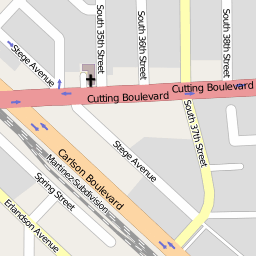 South 35th Street
South 36th Street
South 38th Street
Stege Avenue
Cutting Boulevard
Cutting Boulevard
South 37th Street
Stege Avenue
Carlson Boulevard
Martinez Subdivision
Spring Street
Erlandson Avenue